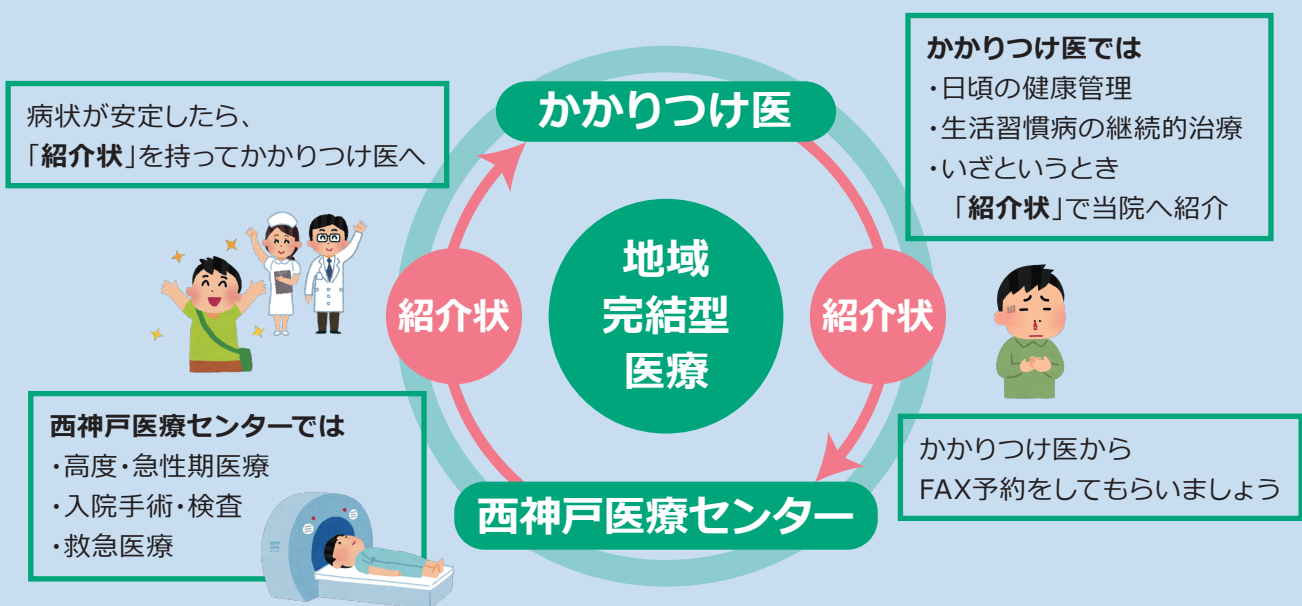 かかりつけ医
病状が安定したら、
「紹介状」を持ってかかりつけ医へ
かかりつけ医では
・日頃の健康管理
・生活習慣病の継続的治療
・いざというとき
「紹介状」で当院へ紹介
紹介状
地域
完結型
医療
紹介状
西神戸医療センターでは
・高度・急性期医療
・入院手術・検査
・救急医療
かかりつけ医から
FAX予約をしてもらいましょう
西神戸医療センター